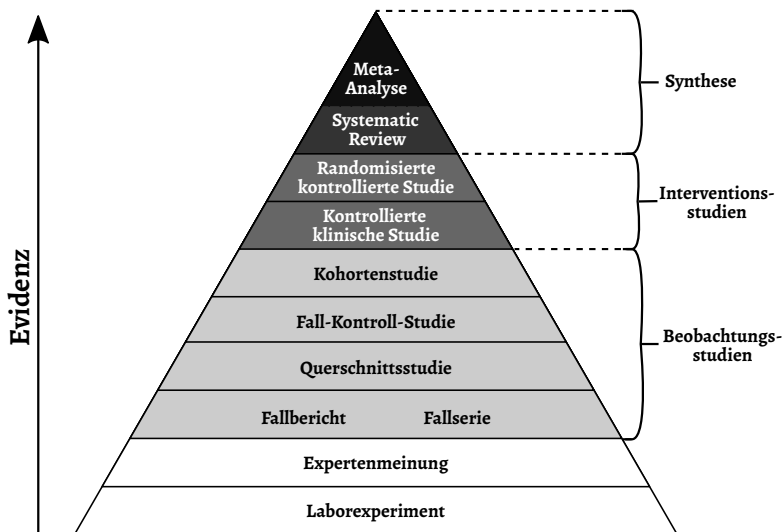 Meta-
Analyse
Systematic
Review
Randomisierte
kontrollierte Studie
Kontrollierte
klinische Studie
Kohortenstudie
Fall-Kontroll-Studie
Querschnittsstudie
Fallbericht Fallserie
Expertenmeinung
Laborexperiment
Evidenz
Synthese
Interventions-
studien
Beobachtungs-
studien